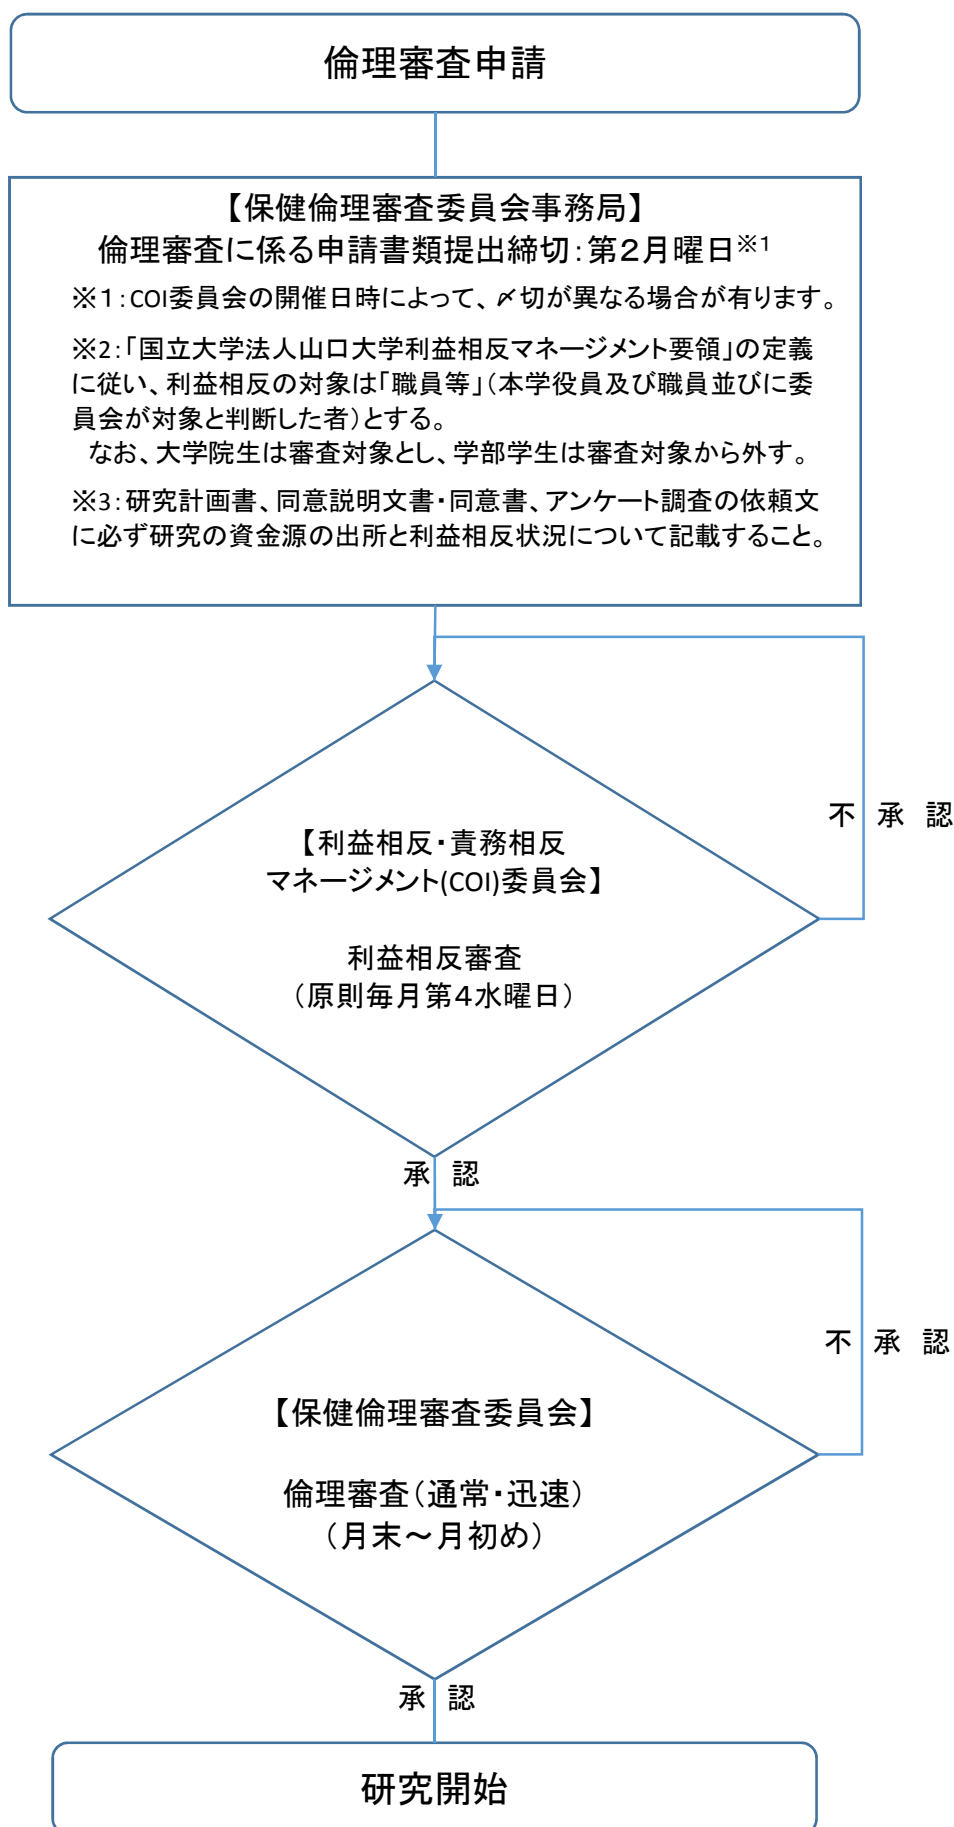 倫理審査申請
【保健倫理審査委員会事務局】
倫理審査に係る申請書類提出締切：第２月曜日※1
※１：COI委員会の開催日時によって、〆切が異なる場合が有ります。
※2：「国立大学法人山口大学利益相反マネージメント要領」の定義
に従い、利益相反の対象は「職員等」（本学役員及び職員並びに委
員会が対象と判断した者）とする。
なお、大学院生は審査対象とし、学部学生は審査対象から外す。
※3：研究計画書、同意説明文書・同意書、アンケート調査の依頼文
に必ず研究の資金源の出所と利益相反状況について記載すること。
不 承 認
【利益相反・責務相反
マネージメント(COI)委員会】
利益相反審査
（原則毎月第４水曜日）
承 認
不 承 認
【保健倫理審査委員会】
倫理審査（通常・迅速）
（月末～月初め）
承 認
研究開始